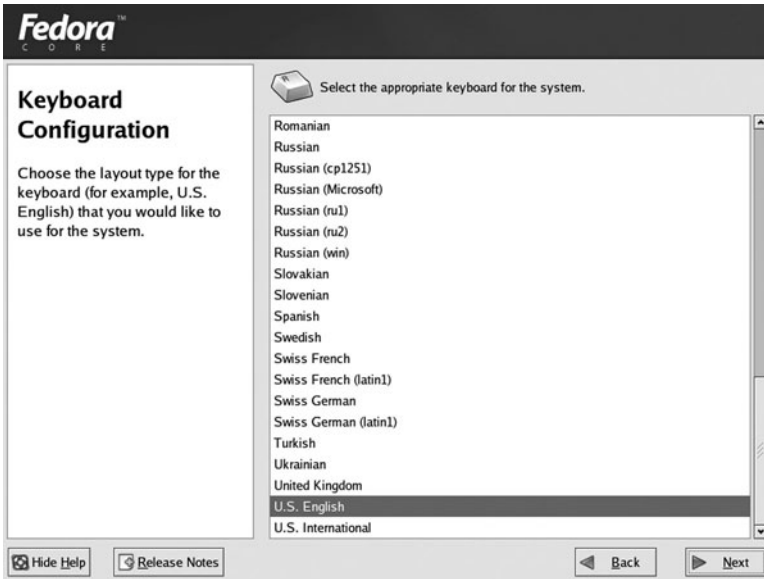 Fedora™
CORE
Keyboard
Configuration
Choose the layout type for the
keyboard (for example, U.S.
English) that you would like to
use for the system.
Select the appropriate keyboard for the system.
Romanian
Russian
Russian (cp1251)
Russian (Microsoft)
Russian (ru1)
Russian (ru2)
Russian (win)
Slovakian
Slovenian
Spanish
Swedish
Swiss French
Swiss French (latin1)
Swiss German
Swiss German (latin1)
Turkish
Ukrainian
United Kingdom
U.S. English
U.S. International
Hide Help
Release Notes
Back
Next